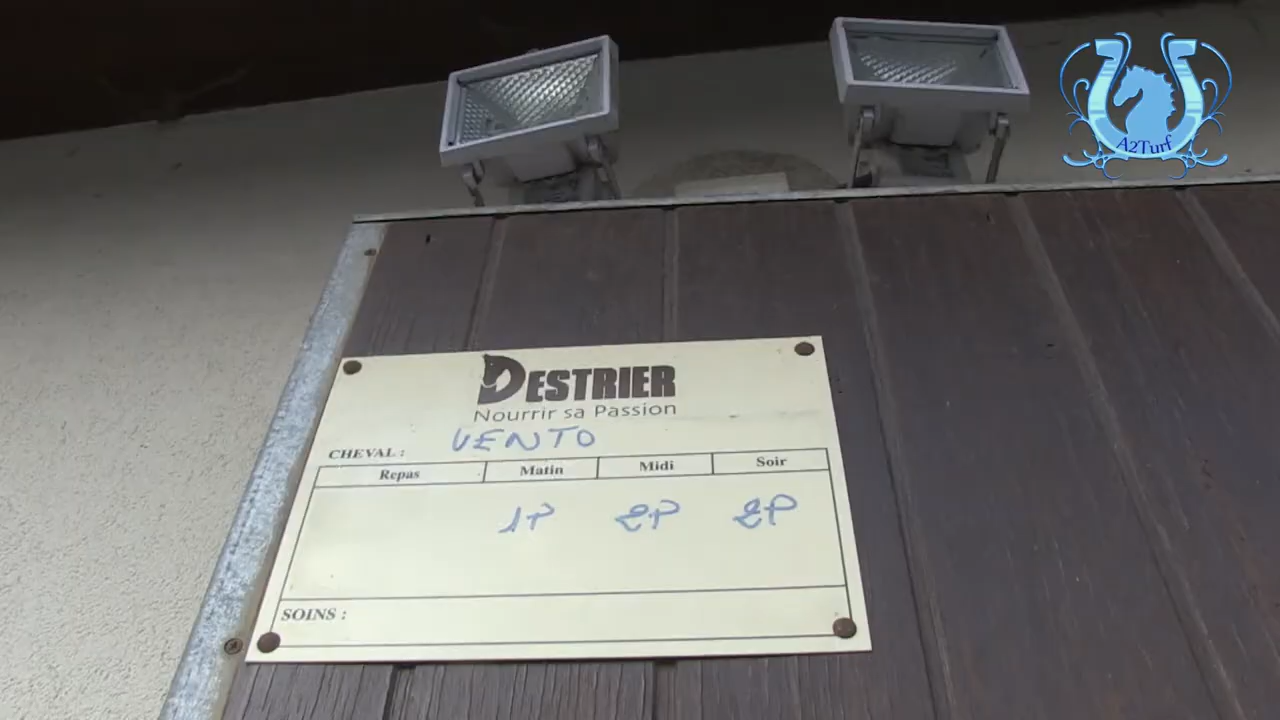 A2Turf
DESTRIER
Nourrir sa Passion
CHEVAL : VENTO
Repas Matin Midi Soir
1P 2P 2P
SOINS :